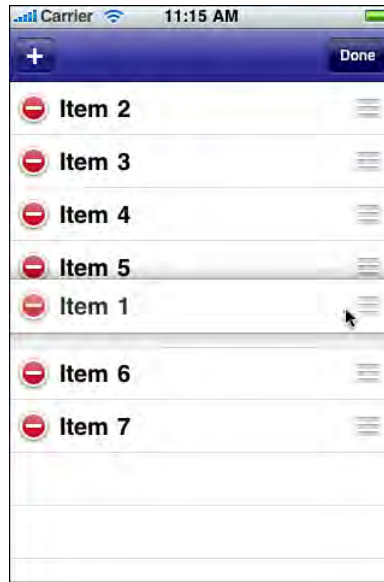 Carrier 11:15 AM
+ Done
Item 2
Item 3
Item 4
Item 5
Item 1
Item 6
Item 7